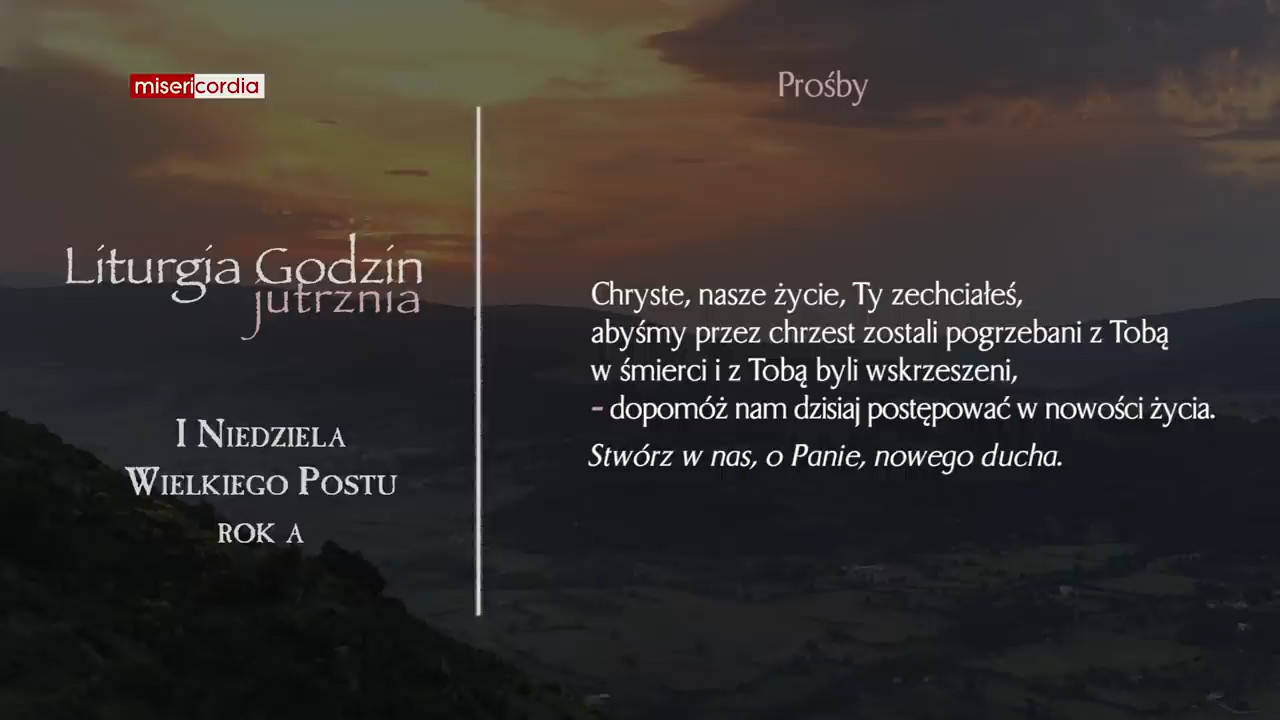 misericordia
Liturgia Godzin
jutrznia
I Niedziela
Wielkiego Postu
rok a
Prośby
Chryste, nasze życie, Ty zechciałeś,
abyśmy przez chrzest zostali pogrzebani z Tobą
w śmierci i z Tobą byli wskrzeszeni,
- dopomóż nam dzisiaj postępować w nowości życia.
Stwórz w nas, o Panie, nowego ducha.